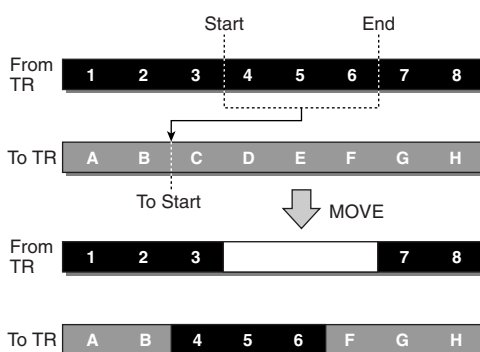 Start End
From TR 1 2 3 4 5 6 7 8
To TR A B C D E F G H
To Start
MOVE
From TR 1 2 3 7 8
To TR A B 4 5 6 F G H